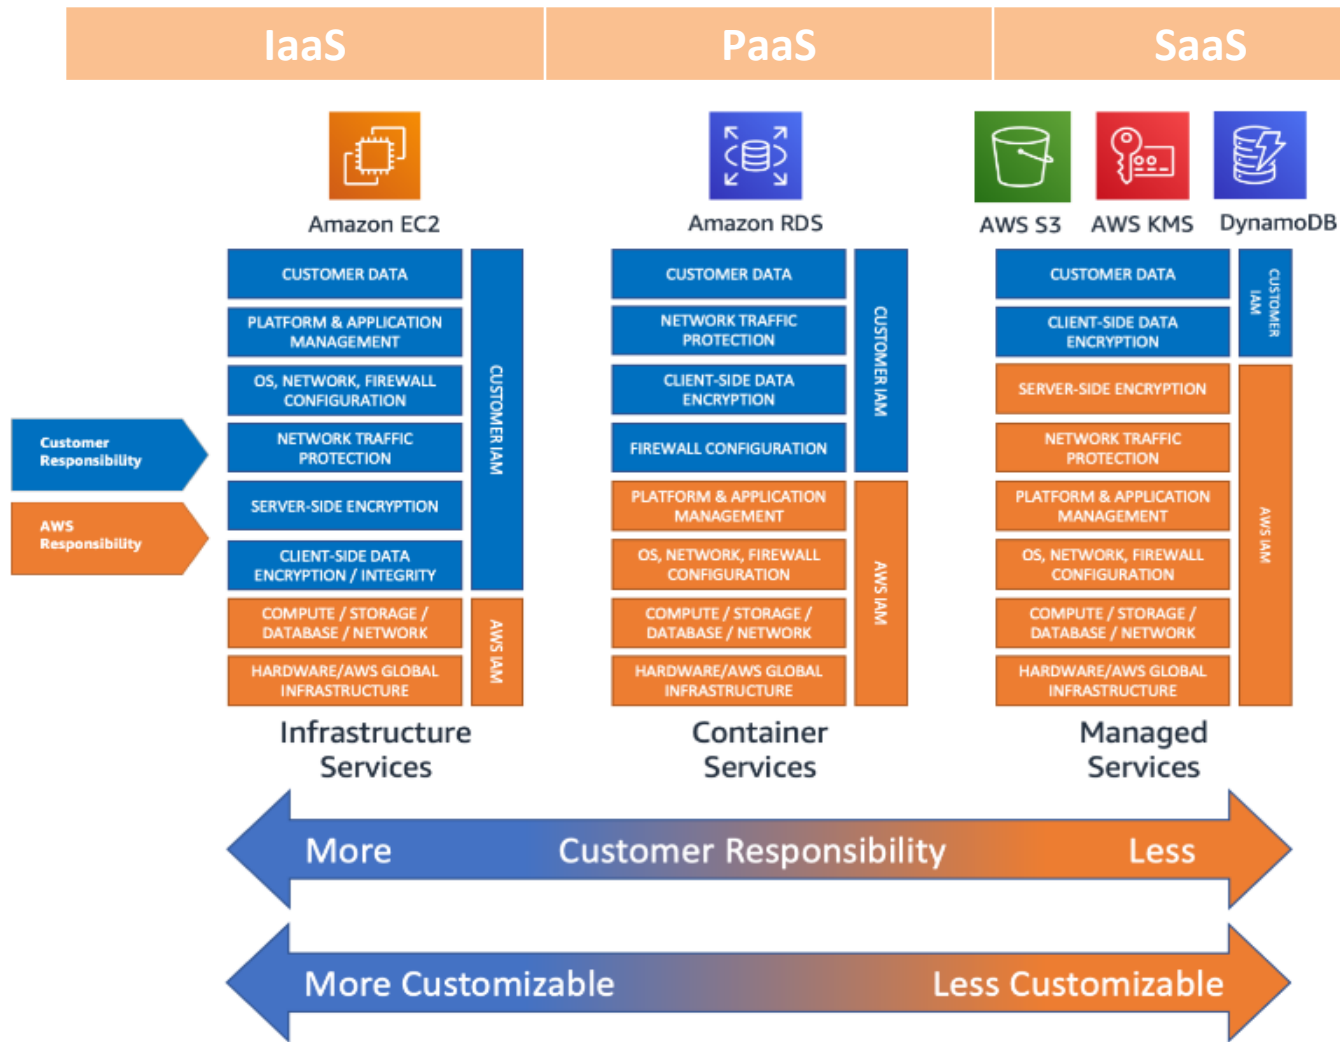 IaaS
PaaS
SaaS
Amazon EC2
Amazon RDS
AWS S3
AWS KMS
DynamoDB
Customer
Responsibility
AWS
Responsibility
CUSTOMER DATA
PLATFORM & APPLICATION
MANAGEMENT
OS, NETWORK, FIREWALL
CONFIGURATION
NETWORK TRAFFIC
PROTECTION
SERVER-SIDE ENCRYPTION
CLIENT-SIDE DATA
ENCRYPTION / INTEGRITY
COMPUTE / STORAGE /
DATABASE / NETWORK
HARDWARE/AWS GLOBAL
INFRASTRUCTURE
CUSTOMER IAM
AWS IAM
Infrastructure
Services
CUSTOMER DATA
NETWORK TRAFFIC
PROTECTION
CLIENT-SIDE DATA
ENCRYPTION
FIREWALL CONFIGURATION
PLATFORM & APPLICATION
MANAGEMENT
OS, NETWORK, FIREWALL
CONFIGURATION
COMPUTE / STORAGE /
DATABASE / NETWORK
HARDWARE/AWS GLOBAL
INFRASTRUCTURE
CUSTOMER IAM
AWS IAM
Container
Services
CUSTOMER DATA
CLIENT-SIDE DATA
ENCRYPTION
SERVER-SIDE ENCRYPTION
NETWORK TRAFFIC
PROTECTION
PLATFORM & APPLICATION
MANAGEMENT
OS, NETWORK, FIREWALL
CONFIGURATION
COMPUTE / STORAGE /
DATABASE / NETWORK
HARDWARE/AWS GLOBAL
INFRASTRUCTURE
CUSTOMER
IAM
AWS IAM
Managed
Services
More
Customer Responsibility
Less
More Customizable
Less Customizable